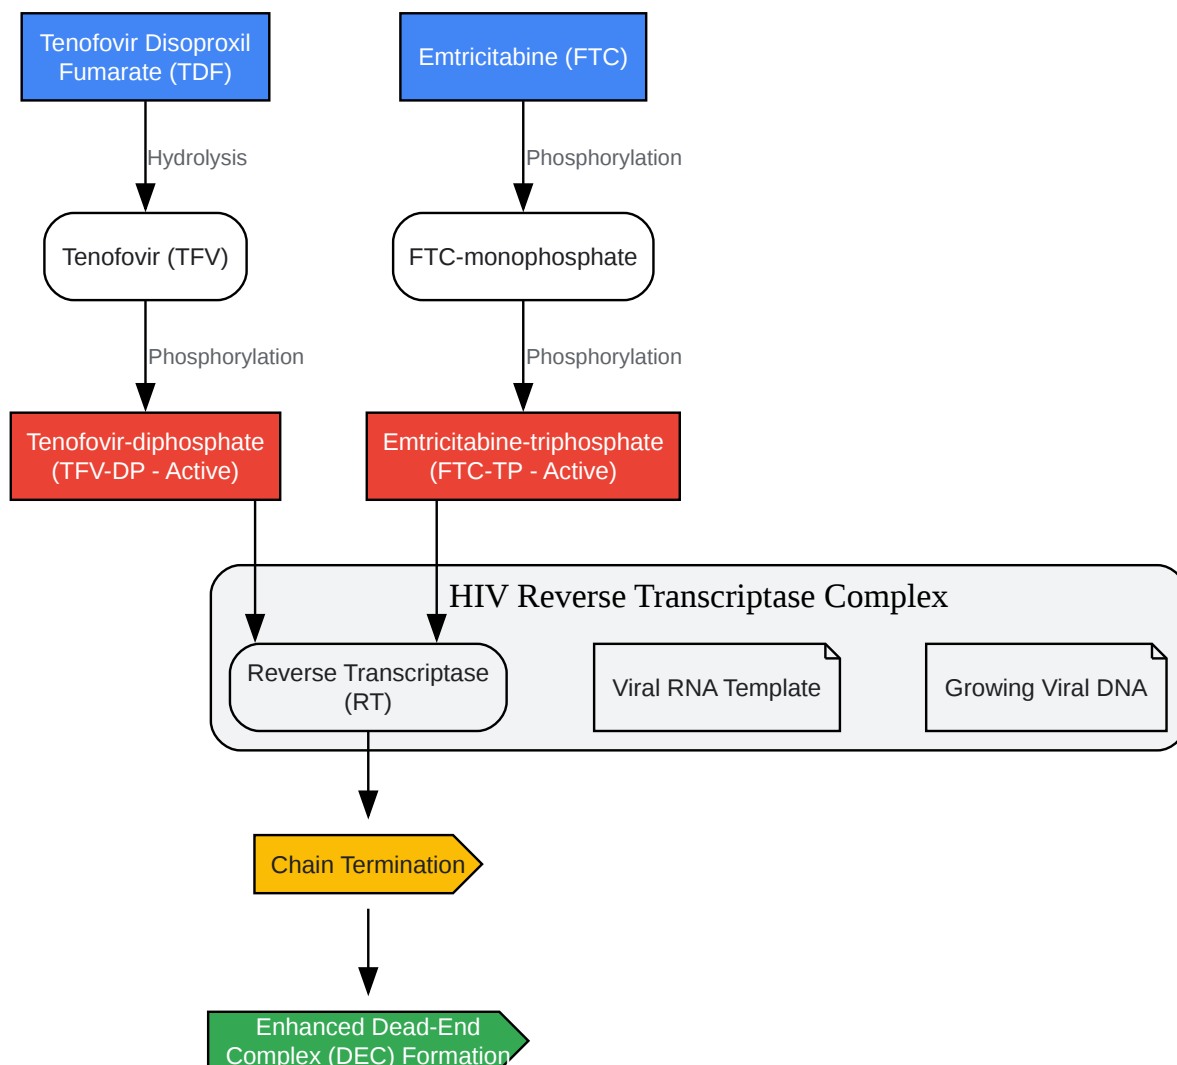 Tenofovir Disoproxil
Fumarate (TDF)
Emtricitabine (FTC)
Hydrolysis
Phosphorylation
Tenofovir (TFV)
FTC-monophosphate
Phosphorylation
Phosphorylation
Tenofovir-diphosphate
(TFV-DP - Active)
Emtricitabine-triphosphate
(FTC-TP - Active)
HIV Reverse Transcriptase Complex
Reverse Transcriptase
(RT)
Viral RNA Template
Growing Viral DNA
Chain Termination
Enhanced Dead-End
Complex (DEC) Formation